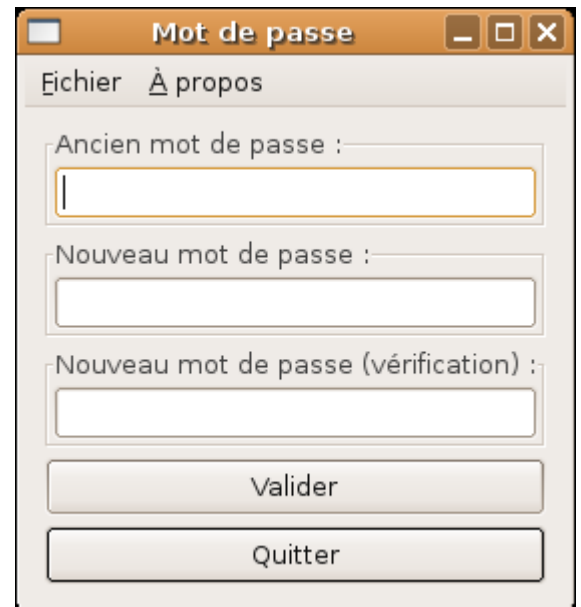 Mot de passe
Fichier À propos
Ancien mot de passe :
Nouveau mot de passe :
Nouveau mot de passe (vérification) :
Valider
Quitter